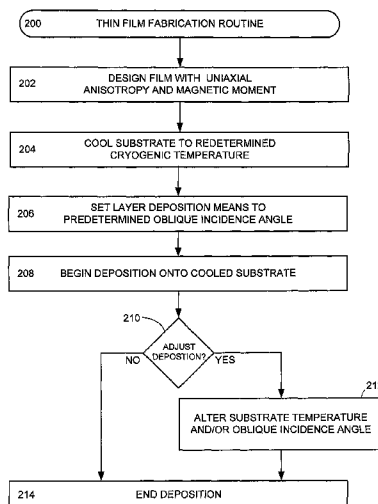 200 THIN FILM FABRICATION ROUTINE
202 DESIGN FILM WITH UNIAXIAL
ANISOTROPY AND MAGNETIC MOMENT
204 COOL SUBSTRATE TO REDETERMINED
CRYOGENIC TEMPERATURE
206 SET LAYER DEPOSITION MEANS TO
PREDETERMINED OBLIQUE INCIDENCE ANGLE
208 BEGIN DEPOSITION ONTO COOLED SUBSTRATE
210
ADJUST
DEPOSTION?
NO
YES
21
ALTER SUBSTRATE TEMPERATURE
AND/OR OBLIQUE INCIDENCE ANGLE
214 END DEPOSITION